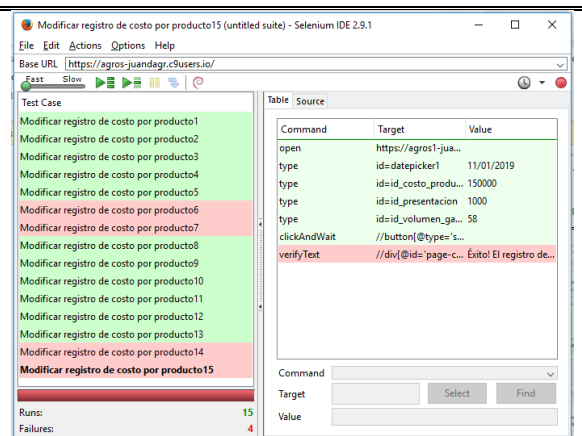 Modificar registro de costo por producto15 (untitled suite) - Selenium IDE 2.9.1
File Edit Actions Options Help
Base URL https://agros-juandagr.c9users.io/
Fast Slow
Test Case
Modificar registro de costo por producto1
Modificar registro de costo por producto2
Modificar registro de costo por producto3
Modificar registro de costo por producto4
Modificar registro de costo por producto5
Modificar registro de costo por producto6
Modificar registro de costo por producto7
Modificar registro de costo por producto8
Modificar registro de costo por producto9
Modificar registro de costo por producto10
Modificar registro de costo por producto11
Modificar registro de costo por producto12
Modificar registro de costo por producto13
Modificar registro de costo por producto14
Modificar registro de costo por producto15
Runs: 15
Failures: 4
Table Source
Command Target Value
open https://agros1-jua...
type id=datepicker1 11/01/2019
type id=id_costo_produ... 150000
type id=id_presentacion 1000
type id=id_volumen_ga... 58
clickAndWait //button[@type='s...
verifyText //div[@id='page-c... Éxito! El registro de...
Command
Target Select Find
Value